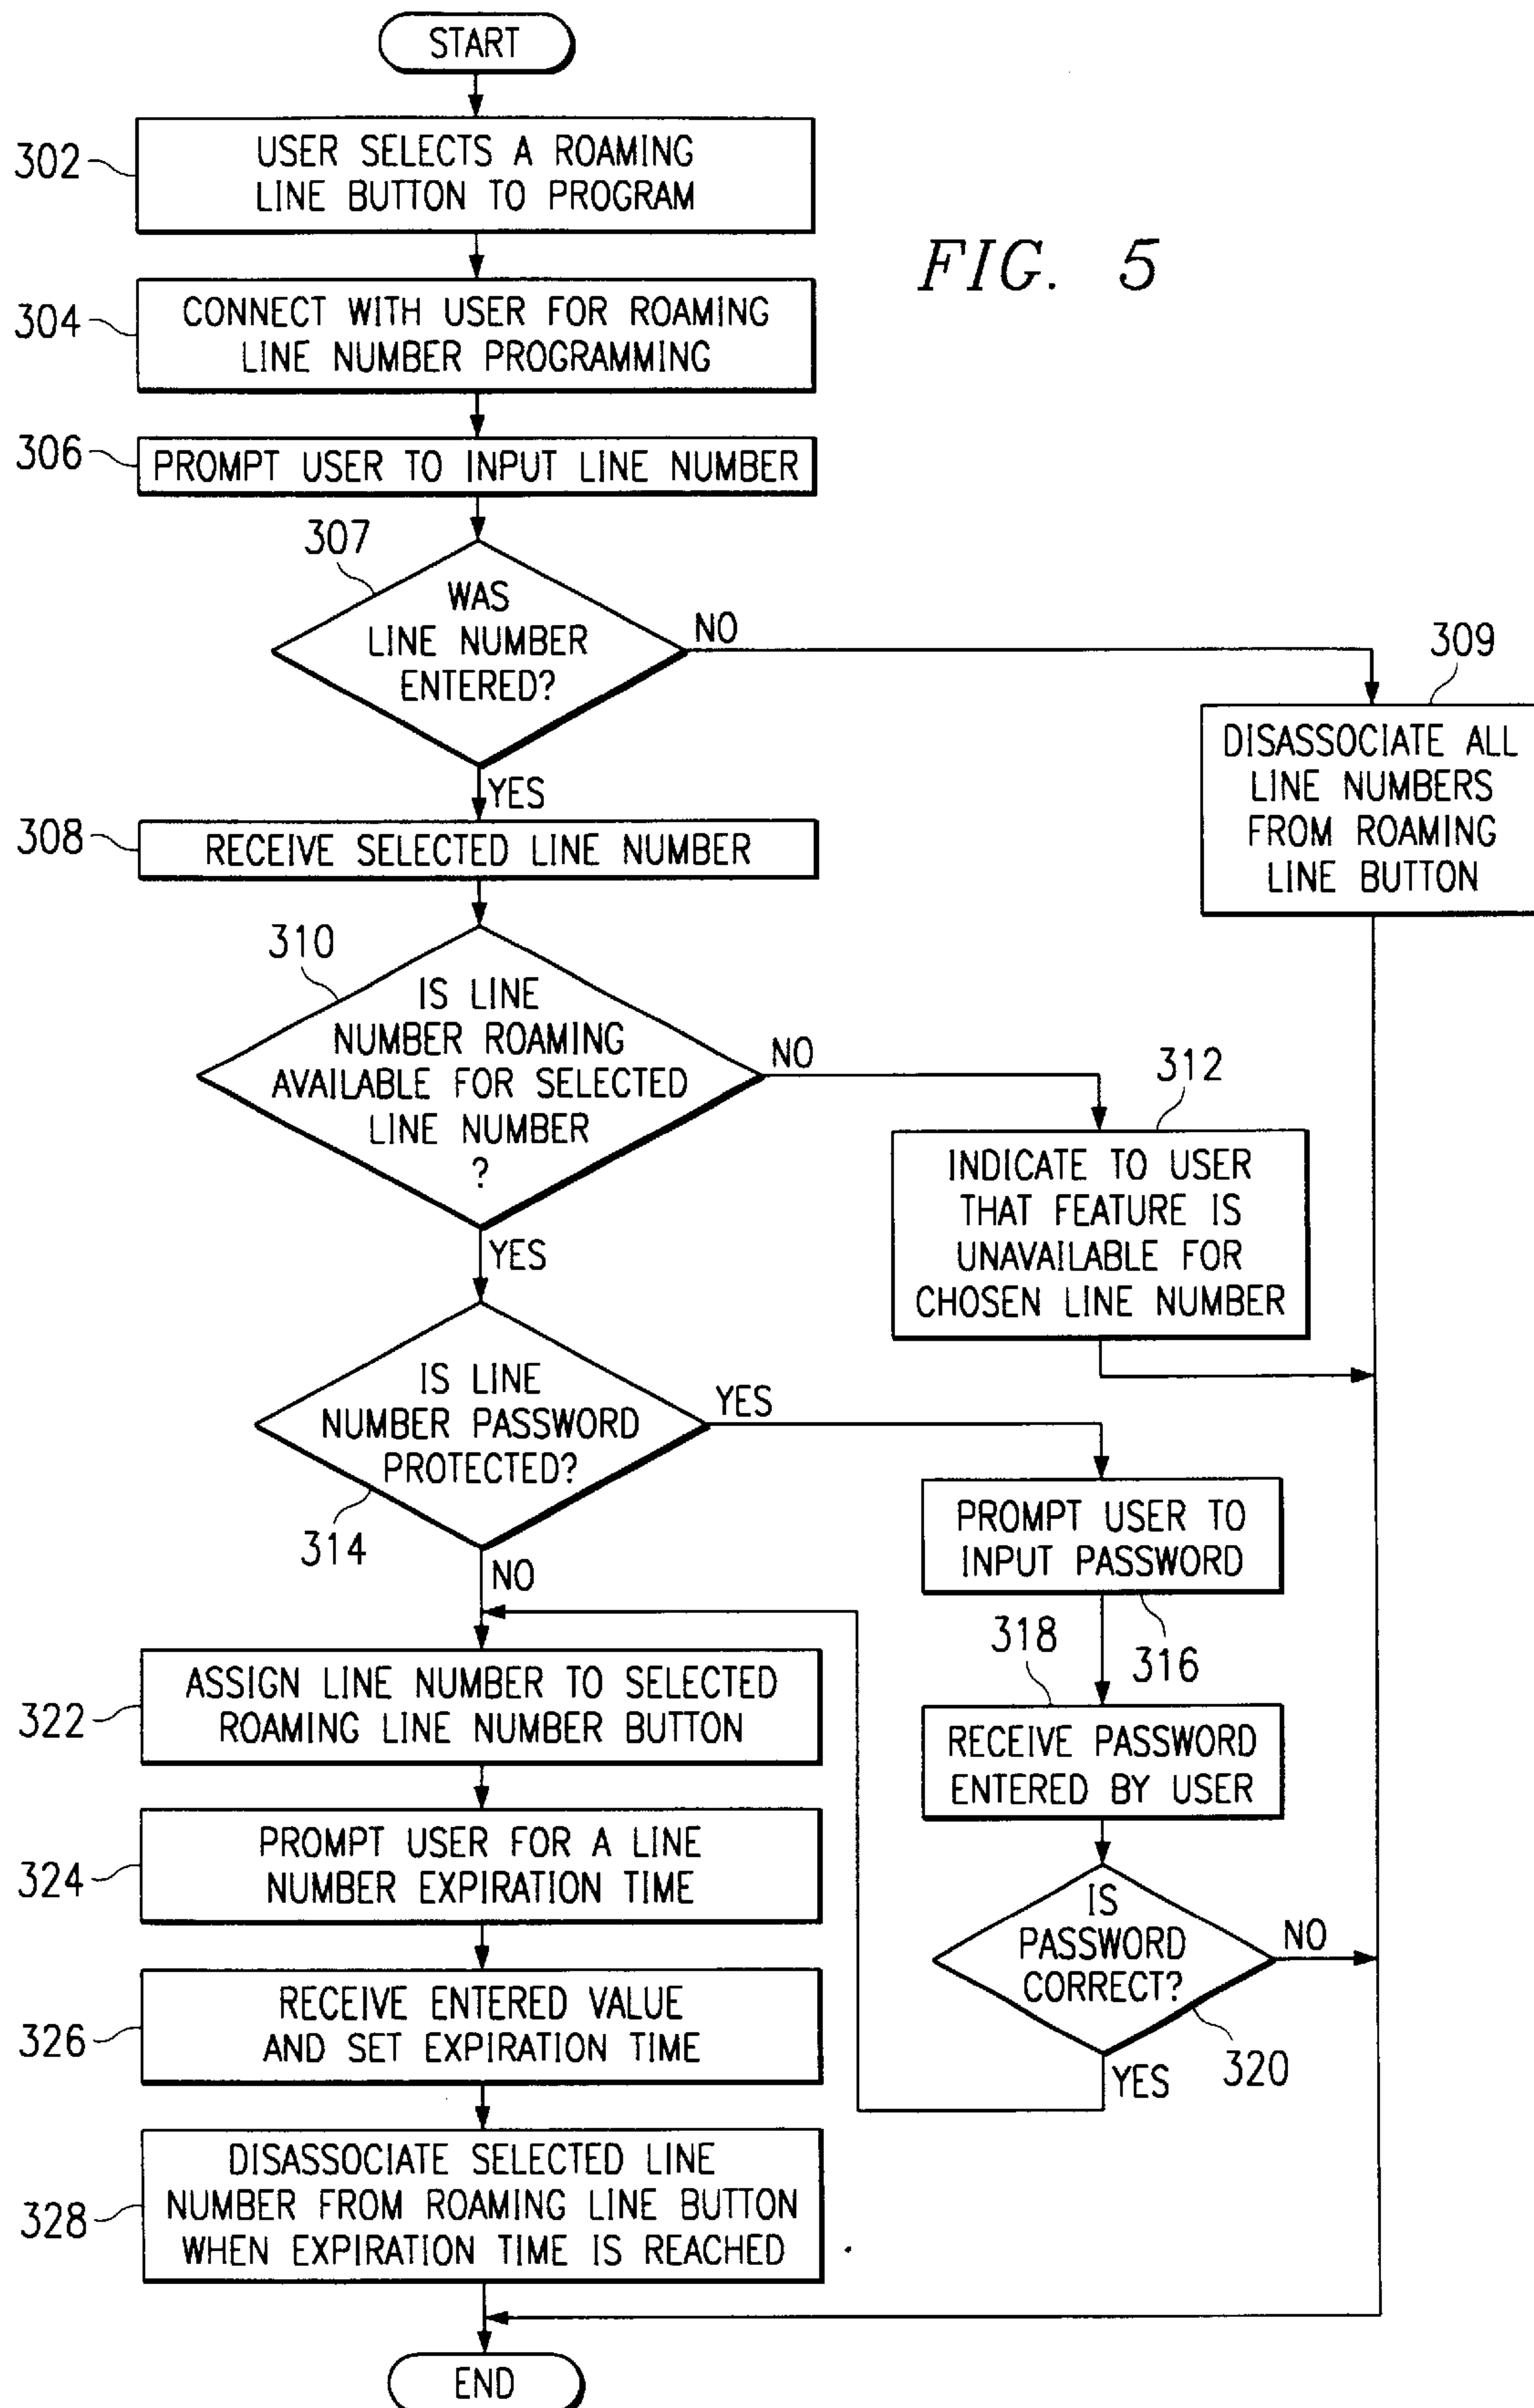 START
302
USER SELECTS A ROAMING
LINE BUTTON TO PROGRAM
FIG. 5
304
CONNECT WITH USER FOR ROAMING
LINE NUMBER PROGRAMMING
306
PROMPT USER TO INPUT LINE NUMBER
307
WAS
LINE NUMBER
ENTERED?
NO
YES
309
DISASSOCIATE ALL
LINE NUMBERS
FROM ROAMING
LINE BUTTON
308
RECEIVE SELECTED LINE NUMBER
310
IS LINE
NUMBER ROAMING
AVAILABLE FOR SELECTED
LINE NUMBER
?
NO
YES
312
INDICATE TO USER
THAT FEATURE IS
UNAVAILABLE FOR
CHOSEN LINE NUMBER
IS LINE
NUMBER PASSWORD
PROTECTED?
314
YES
NO
PROMPT USER TO
INPUT PASSWORD
316
318
RECEIVE PASSWORD
ENTERED BY USER
IS
PASSWORD
CORRECT?
NO
320
YES
322
ASSIGN LINE NUMBER TO SELECTED
ROAMING LINE NUMBER BUTTON
324
PROMPT USER FOR A LINE
NUMBER EXPIRATION TIME
326
RECEIVE ENTERED VALUE
AND SET EXPIRATION TIME
328
DISASSOCIATE SELECTED LINE
NUMBER FROM ROAMING LINE BUTTON
WHEN EXPIRATION TIME IS REACHED
END